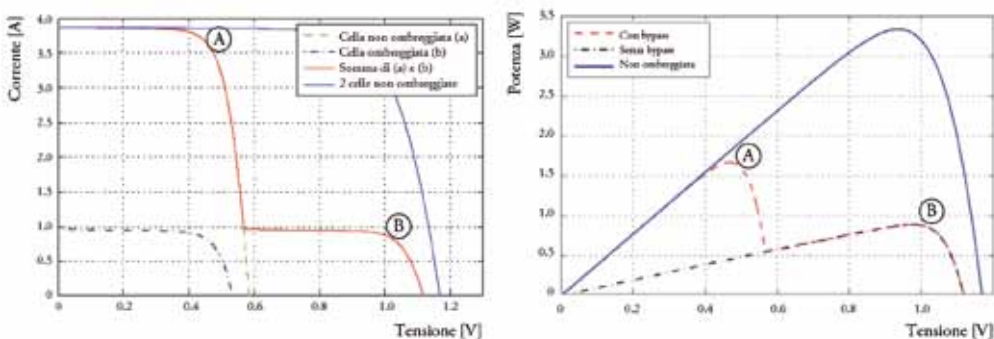 Corrente [A]
4.0
3.5
3.0
2.5
2.0
1.5
1.0
0.5
0
0
0.2
0.4
0.6
0.8
1.0
1.2
Tensione [V]
A
B
Cella non ombreggiata (a)
Cella ombreggiata (b)
Somma di (a) e (b)
2 celle non ombreggiate
Potenza [W]
3.5
3.0
2.5
2.0
1.5
1.0
0.5
0
0
0.2
0.4
0.6
0.8
1.0
Tensione [V]
A
B
Con bypass
Senza bypass
Non ombreggiata